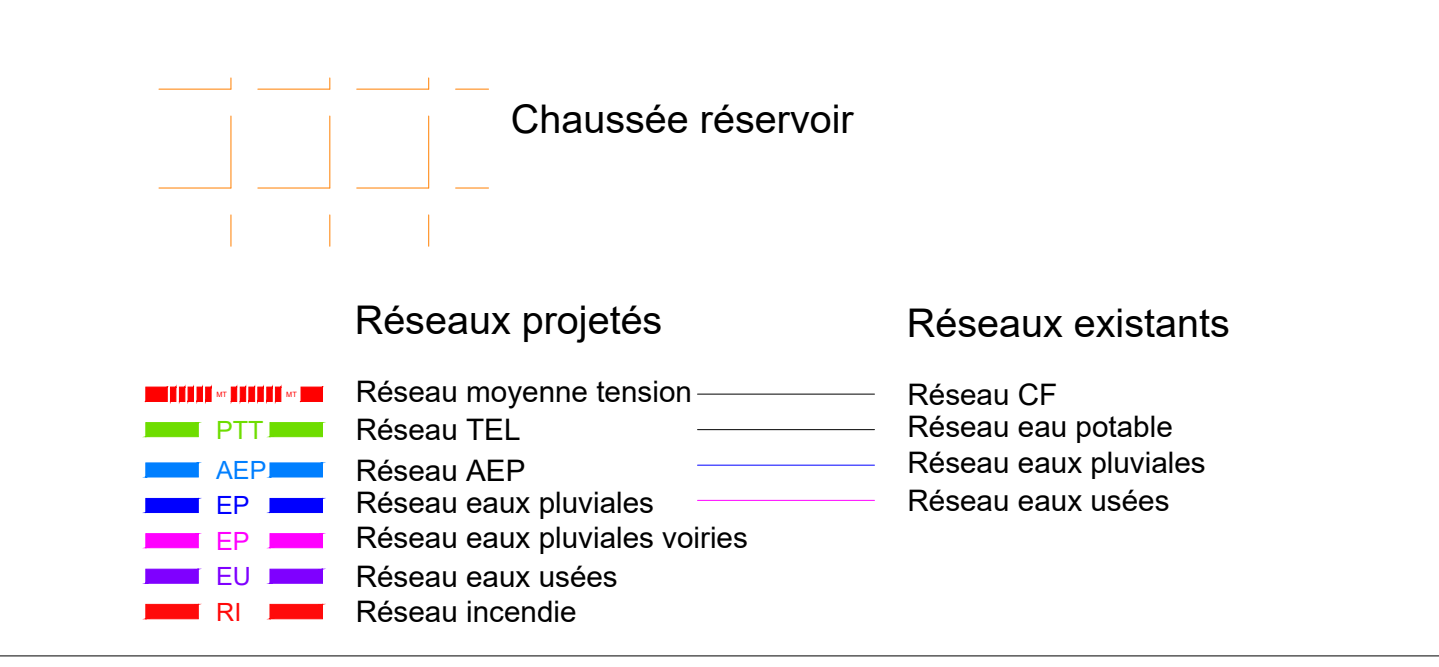 Chaussée réservoir
Réseaux projetés
MT MT Réseau moyenne tension
PTT Réseau TEL
AEP Réseau AEP
EP Réseau eaux pluviales
EP Réseau eaux pluviales voiries
EU Réseau eaux usées
RI Réseau incendie
Réseaux existants
Réseau CF
Réseau eau potable
Réseau eaux pluviales
Réseau eaux usées